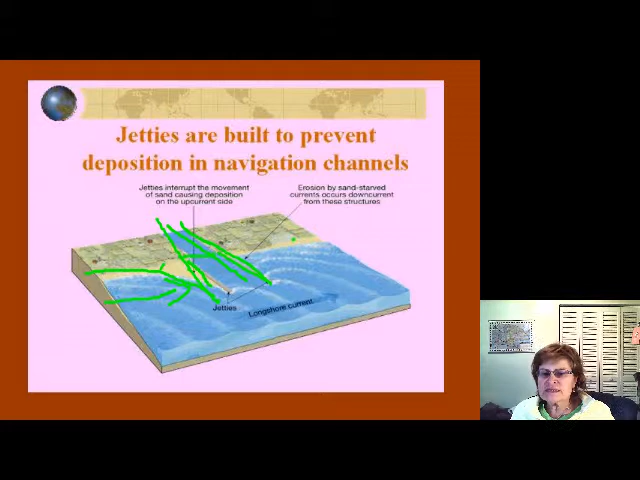 Jetties are built to prevent
deposition in navigation channels
Jetties interrupt the movement
of sand causing deposition
on the upcurrent side
Erosion by sand-starved
currents occurs downcurrent
from these structures
Jetties
Longshore current